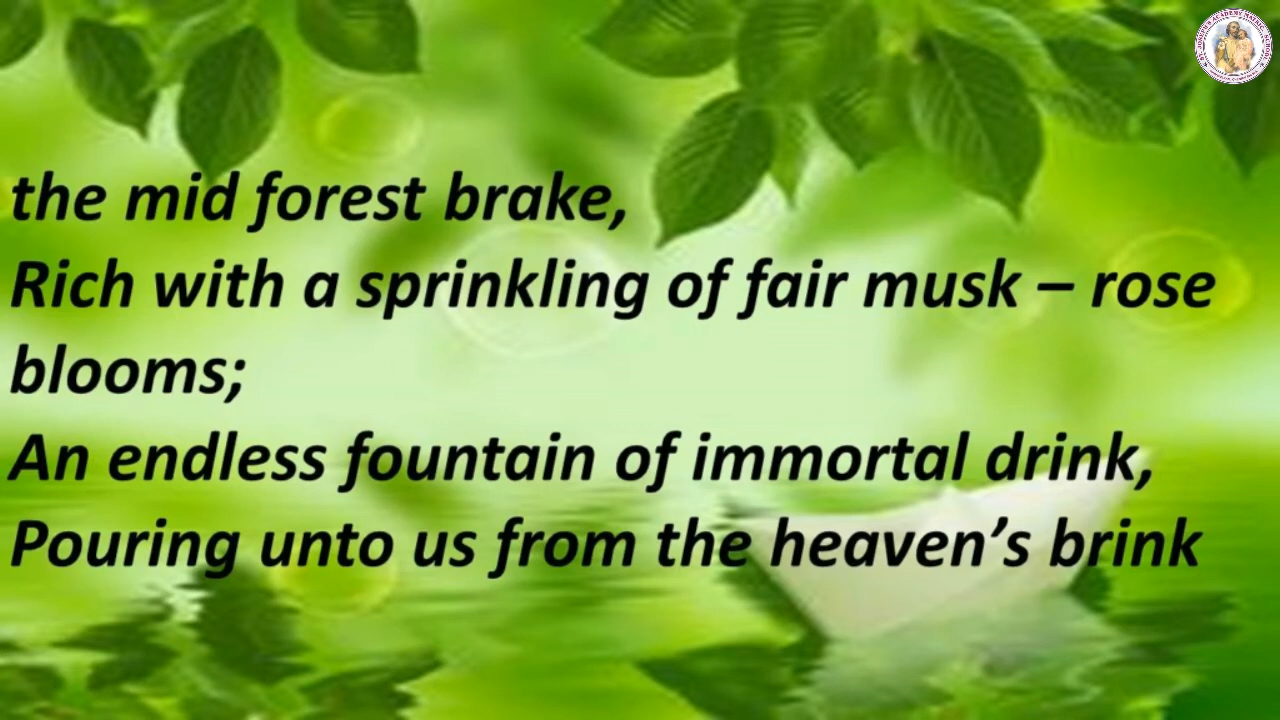 the mid forest brake,
Rich with a sprinkling of fair musk – rose
blooms;
An endless fountain of immortal drink,
Pouring unto us from the heaven’s brink